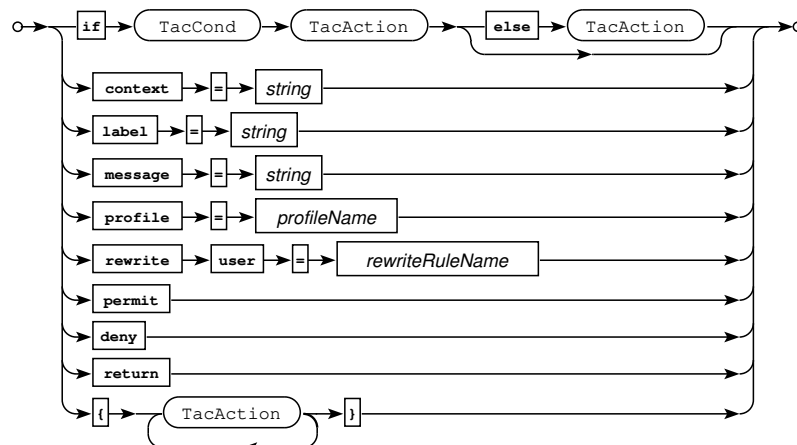 if TacCond TacAction else TacAction
context = string
label = string
message = string
profile = profileName
rewrite user = rewriteRuleName
permit
deny
return
{ TacAction }